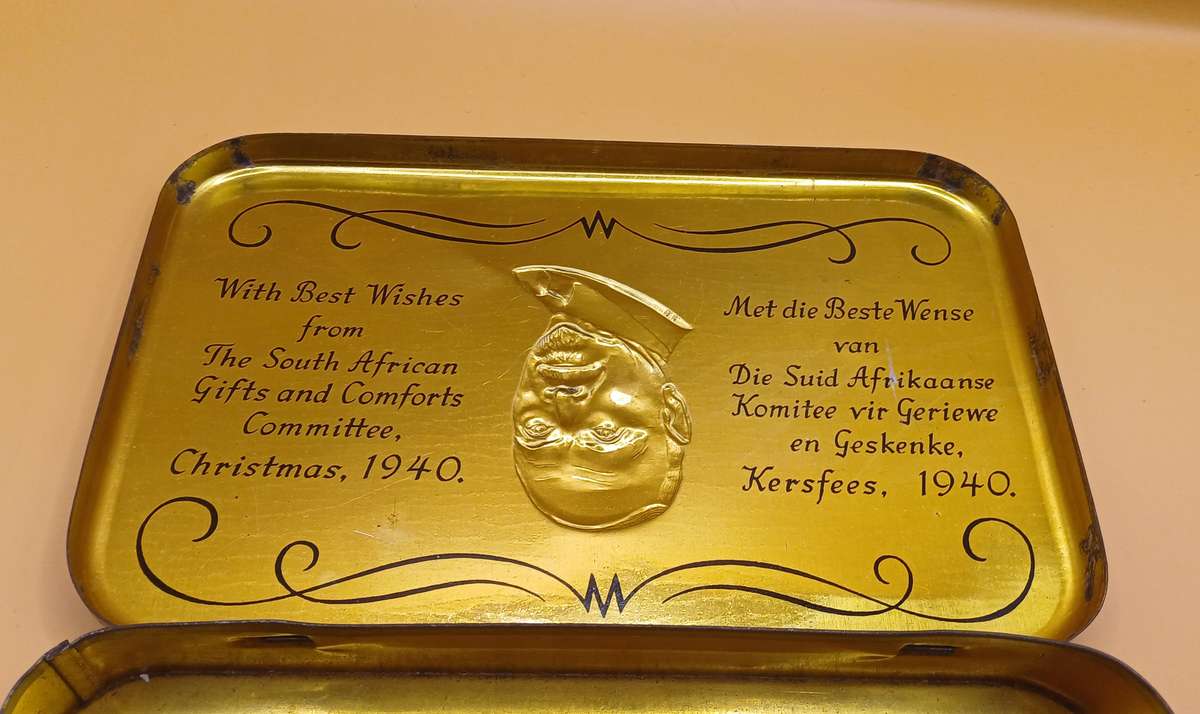 With Best Wishes
from
The South African
Gifts and Comforts
Committee,
Christmas, 1940.
Met die Beste Wense
van
Die Suid Afrikaanse
Komitee vir Geriewe
en Geskenke,
Kersfees, 1940.